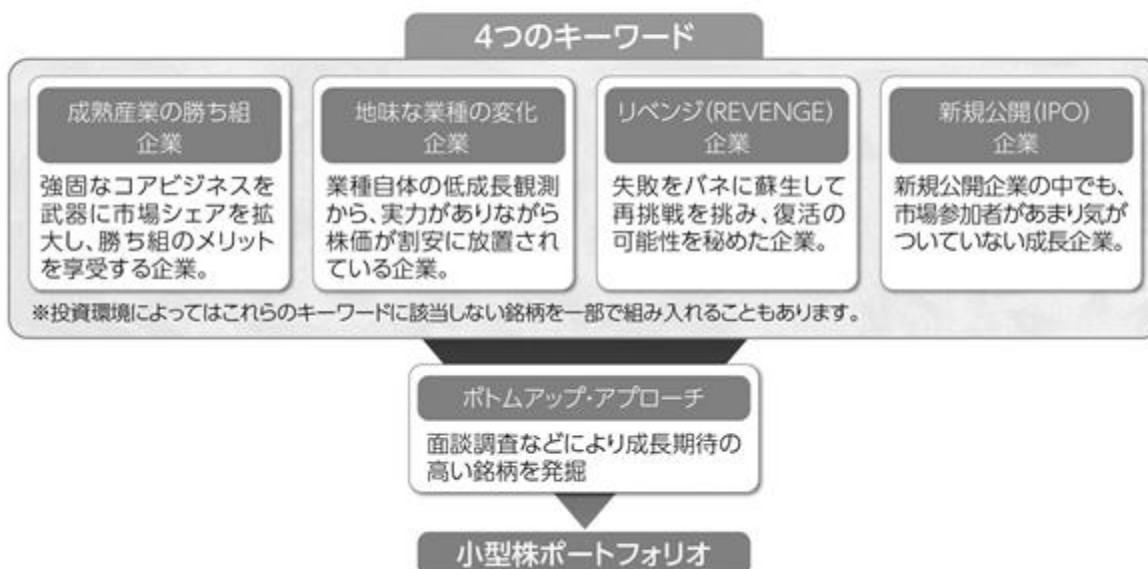 4つのキーワード
成熟産業の勝ち組
企業
強固なコアビジネスを
武器に市場シェアを拡
大し、勝ち組のメリット
を享受する企業。
地味な業種の変化
企業
業種自体の低成長観測
から、実力がありながら
株価が割安に放置され
ている企業。
リベンジ(REVENGE)
企業
失敗をバネに蘇生して
再挑戦を挑み、復活の
可能性を秘めた企業。
新規公開(IPO)
企業
新規公開企業の中でも、
市場参加者があまり気が
ついていない成長企業。
※投資環境によってはこれらのキーワードに該当しない銘柄を一部で組み入れることもあります。
ボトムアップ・アプローチ
面談調査などにより成長期待の
高い銘柄を発掘
小型株ポートフォリオ